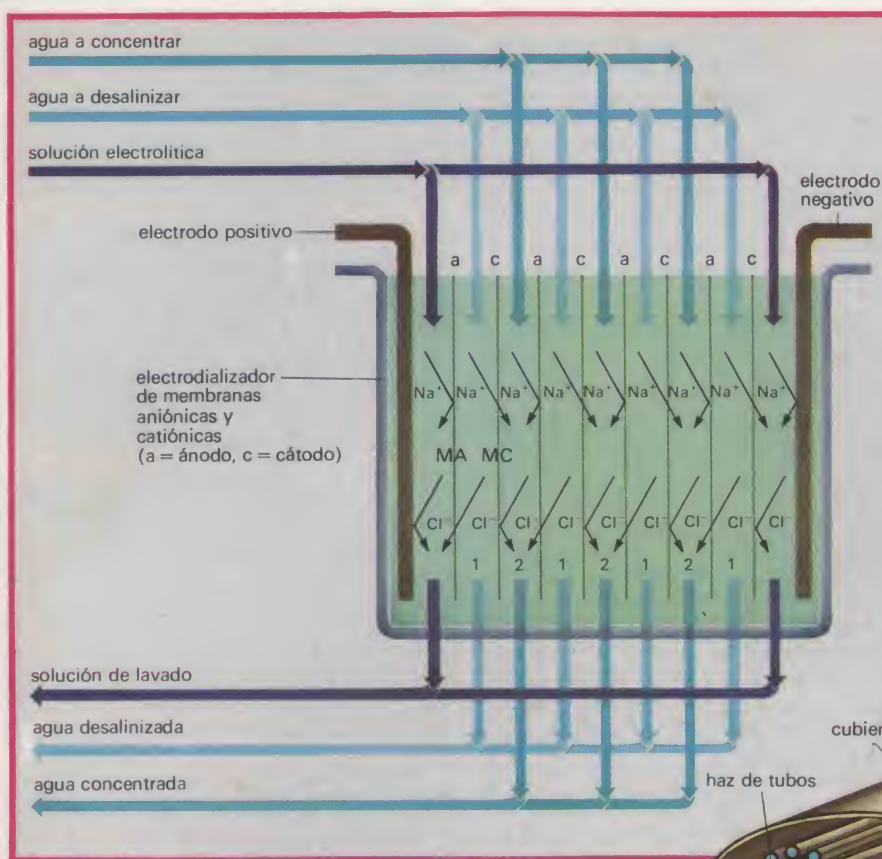 agua a concentrar
agua a desalinizar
solución electrolítica
electrodo
negativo
electrodo positivo
a c a c a c a c
electrodializador
de membranas
aniónicas y
catiónicas
(a = ánodo, c = cátodo)
Na⁺ Na⁺ Na⁺ Na⁺ Na⁺ Na⁺ Na⁺ Na⁺ Na⁺
MA MC
Cl⁻ Cl⁻ Cl⁻ Cl⁻ Cl⁻ Cl⁻ Cl⁻ Cl⁻ Cl⁻
1 2 1 2 1 2 1
solución de lavado
agua desalinizada
agua concentrada
cubier
haz de tubos